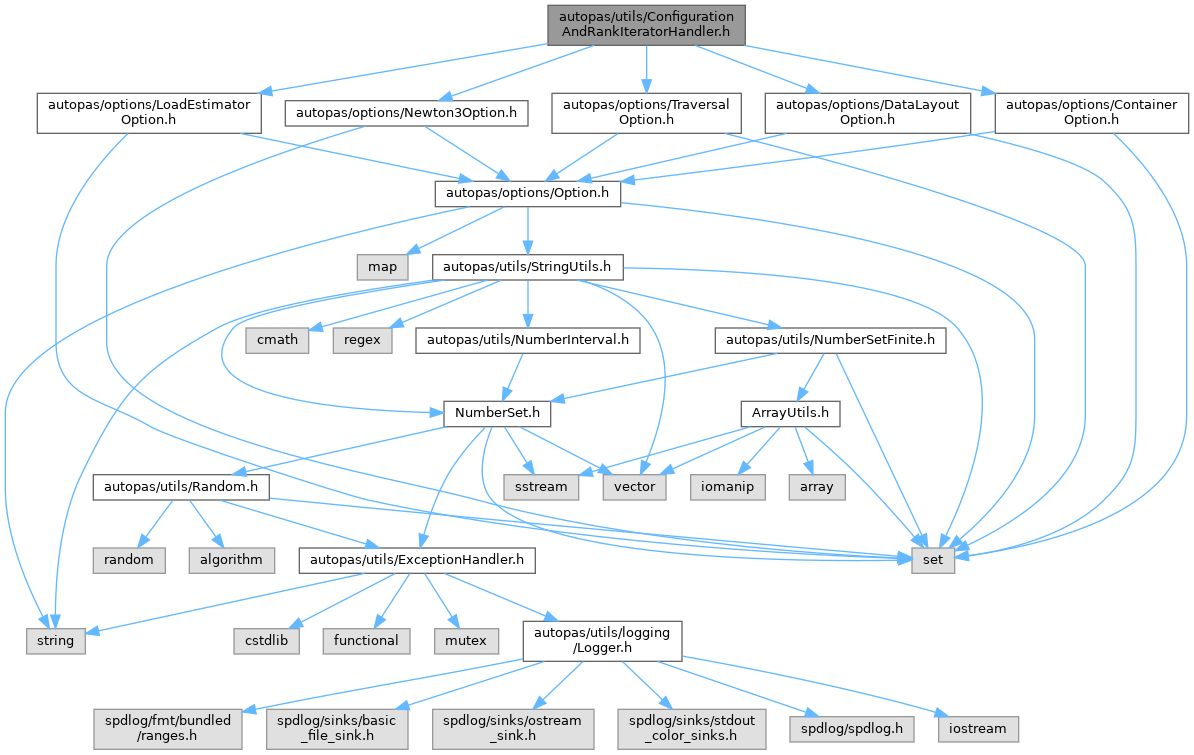 autopas/utils/Configuration
AndRankIteratorHandler.h
autopas/options/LoadEstimator
Option.h
autopas/options/Newton3Option.h
autopas/options/Traversal
Option.h
autopas/options/DataLayout
Option.h
autopas/options/Container
Option.h
autopas/options/Option.h
map
autopas/utils/StringUtils.h
cmath
regex
autopas/utils/NumberInterval.h
autopas/utils/NumberSetFinite.h
NumberSet.h
ArrayUtils.h
autopas/utils/Random.h
sstream
vector
iomanip
array
random
algorithm
autopas/utils/ExceptionHandler.h
set
string
cstdlib
functional
mutex
autopas/utils/logging
/Logger.h
spdlog/fmt/bundled
/ranges.h
spdlog/sinks/basic
_file_sink.h
spdlog/sinks/ostream
_sink.h
spdlog/sinks/stdout
_color_sinks.h
spdlog/spdlog.h
iostream